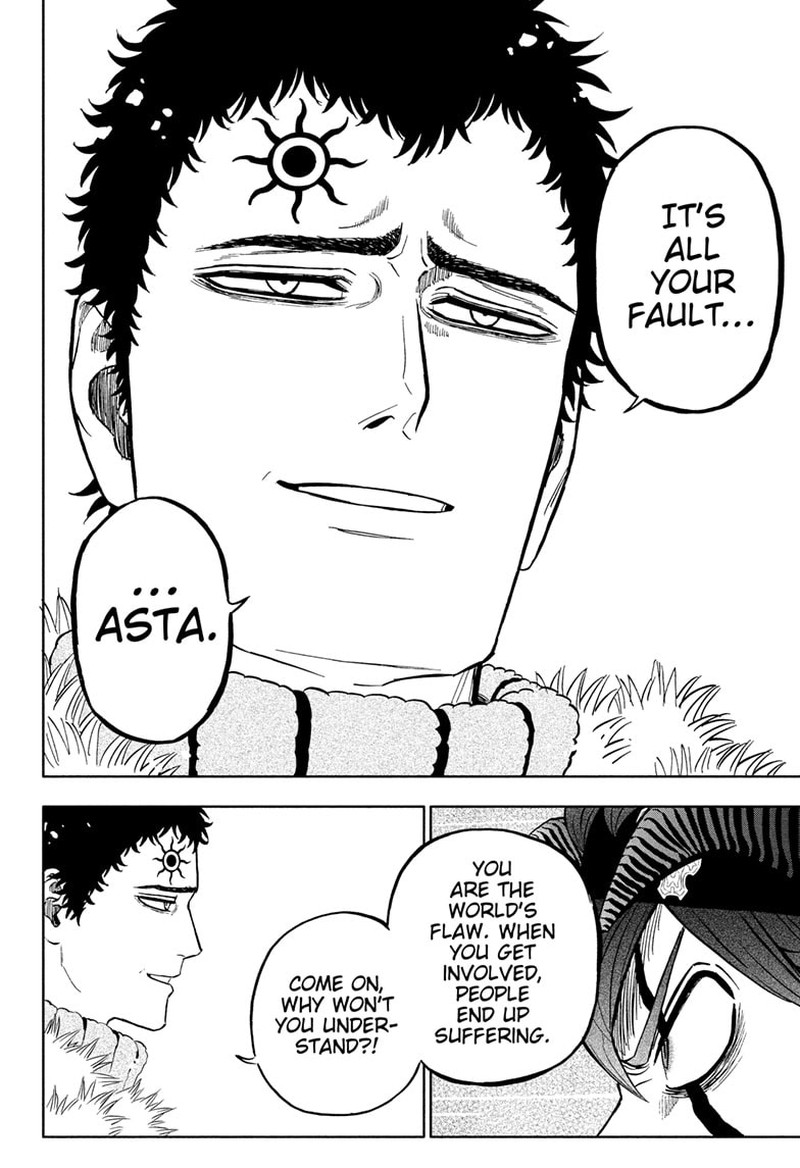 IT'S
ALL
YOUR
FAULT...
...
ASTA.
YOU
ARE THE
WORLD'S
FLAW. WHEN
YOU GET
INVOLVED,
PEOPLE
END UP
SUFFERING.
COME ON,
WHY WON'T
YOU UNDER-
STAND?!